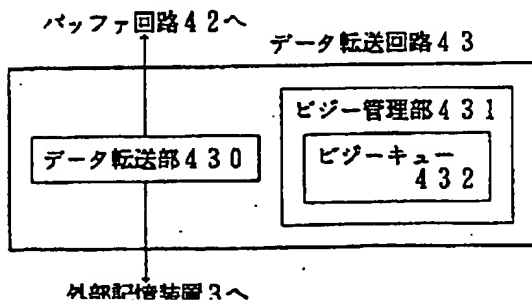 バッファ回路４２へ
データ転送回路４３
ビジー管理部４３１
データ転送部４３０
ビジーキュー
４３２
外部記憶装置３へ